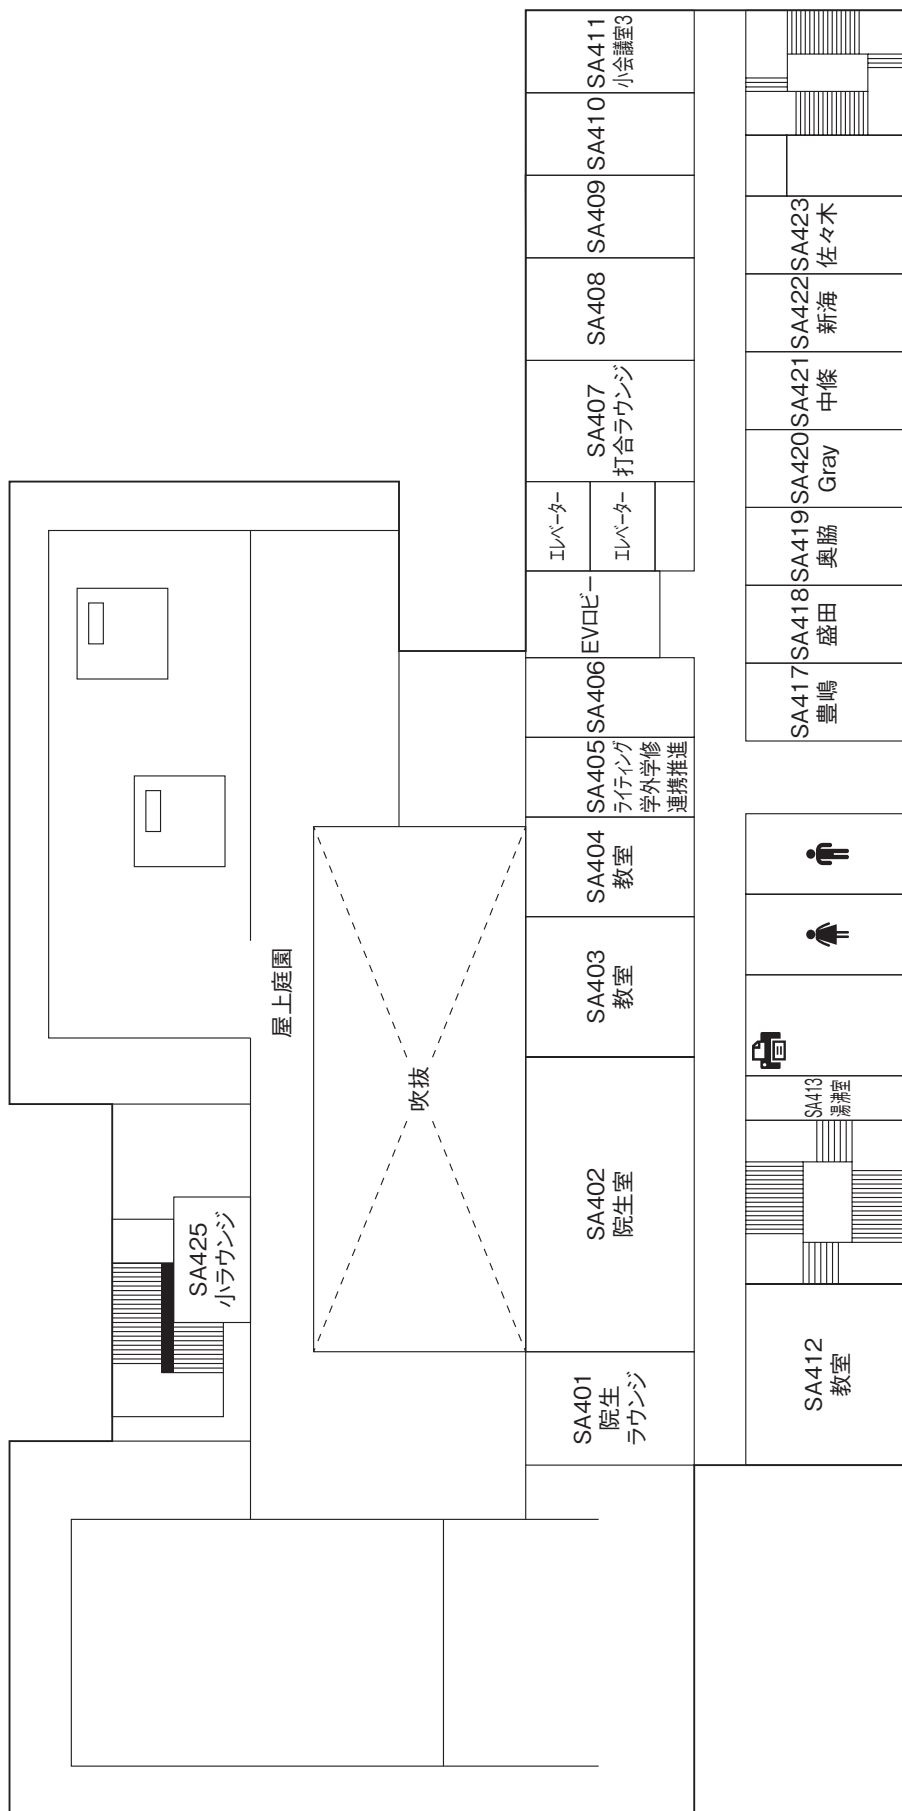 屋上庭園
SA425
小ラウンジ
吹抜
SA401
院生
ラウンジ
SA402
院生室
SA403
教室
SA404
教室
SA405
ライティング
学外学修
連携推進
SA406
EVロビー
エレベーター
エレベーター
SA407
打合ラウンジ
SA408
SA409
SA410
SA411
小会議室3
SA412
教室
SA413
湯沸室
SA417
豊嶋
SA418
盛田
SA419
奥脇
SA420
Gray
SA421
中條
SA422
新海
SA423
佐々木